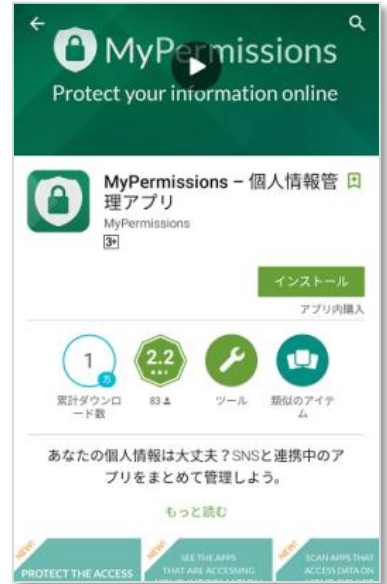 MyPermissions
Protect your information online
MyPermissions – 個人情報管
理アプリ
MyPermissions
3+
インストール
アプリ内購入
1
万
2.2
累計ダウンロ
ード数
83
ツール
類似のアイテ
ム
あなたの個人情報は大丈夫？SNSと連携中のア
プリをまとめて管理しよう。
もっと読む
NEW!
PROTECT THE ACCESS
NEW!
SEE THE APPS
THAT ARE ACCESSING
NEW!
SCAN APPS THAT
ACCESS DATA ON